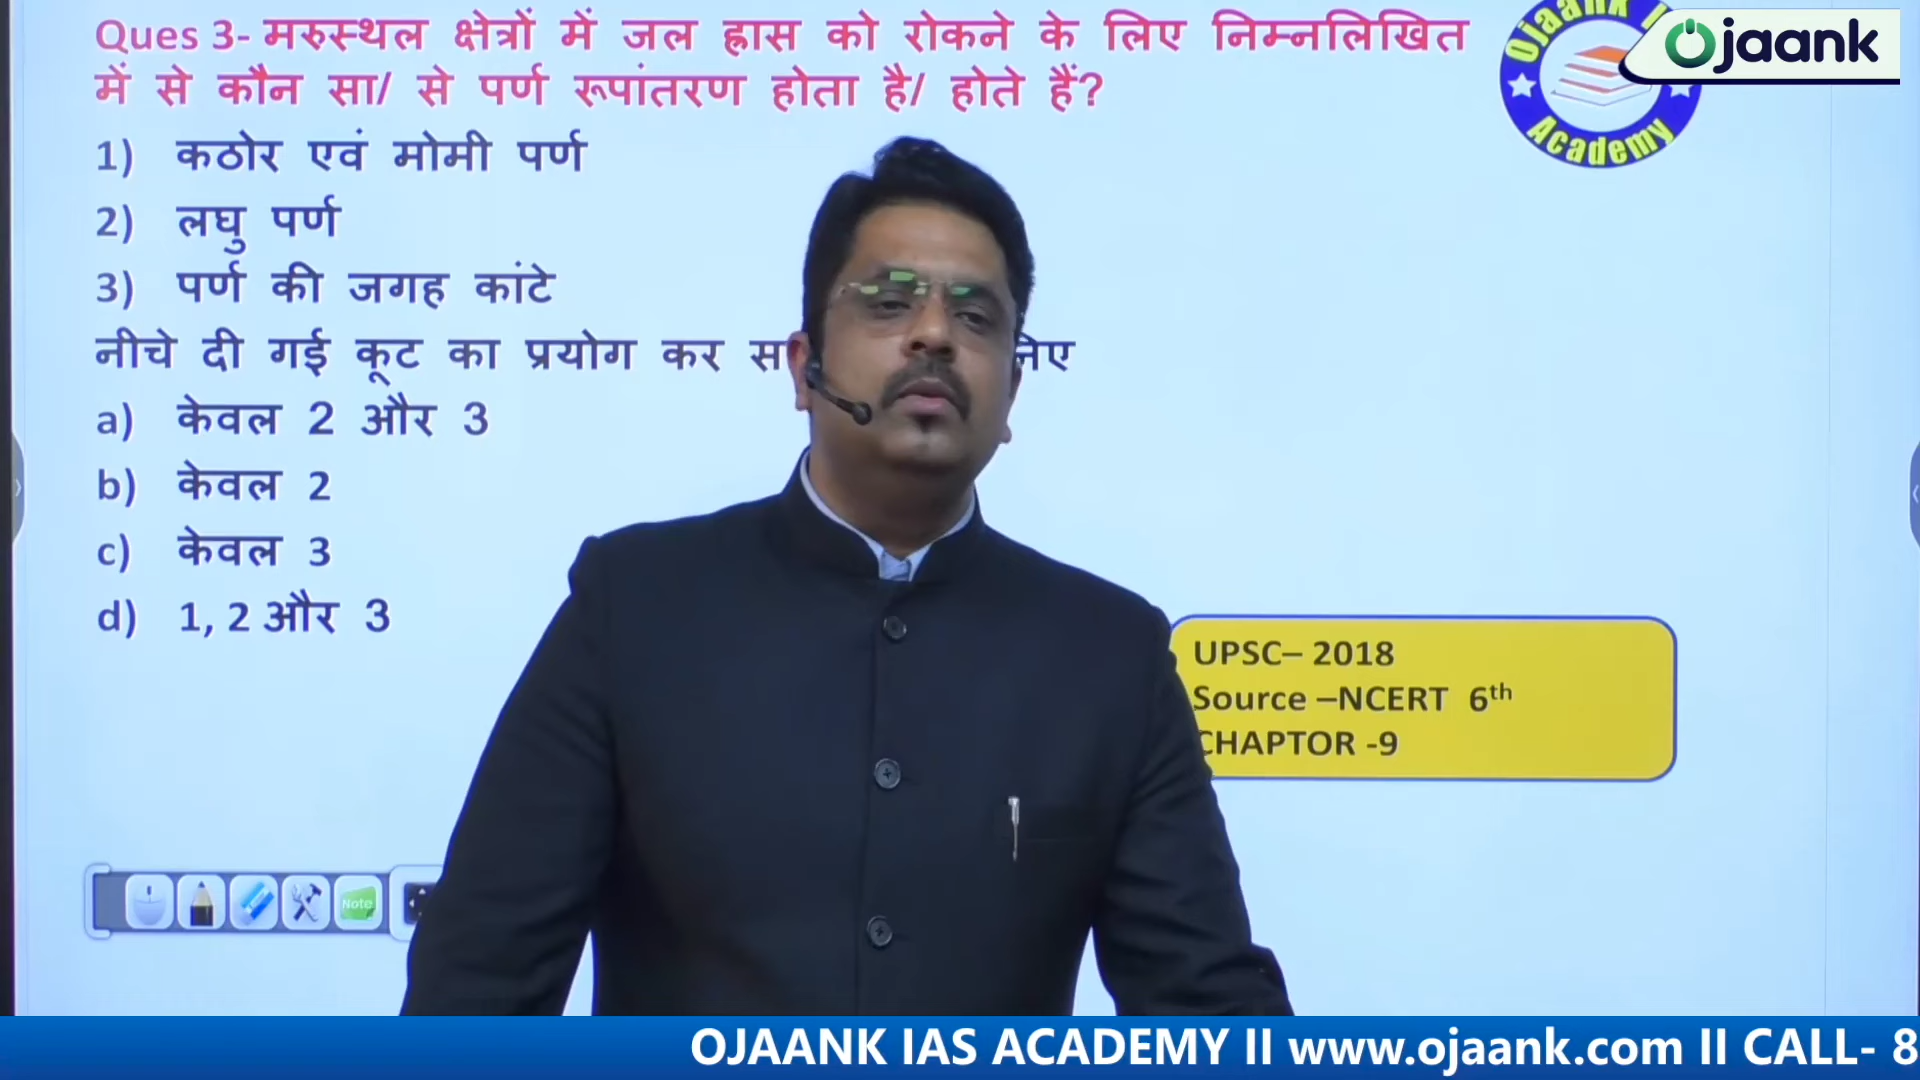 Ques 3- मरुस्थल क्षेत्रों में जल ह्रास को रोकने के लिए निम्नलिखित
में से कौन सा/ से पर्ण रूपांतरण होता है/ होते हैं?
1) कठोर एवं मोमी पर्ण
2) लघु पर्ण
3) पर्ण की जगह कांटे
नीचे दी गई कूट का प्रयोग कर
a) केवल 2 और 3
b) केवल 2
c) केवल 3
d) 1, 2 और 3
UPSC– 2018
Source –NCERT 6th
CHAPTOR -9
Note
Ojaank
Academy
Ojaank
OJAANK IAS ACADEMY II www.ojaank.com II CALL- 8